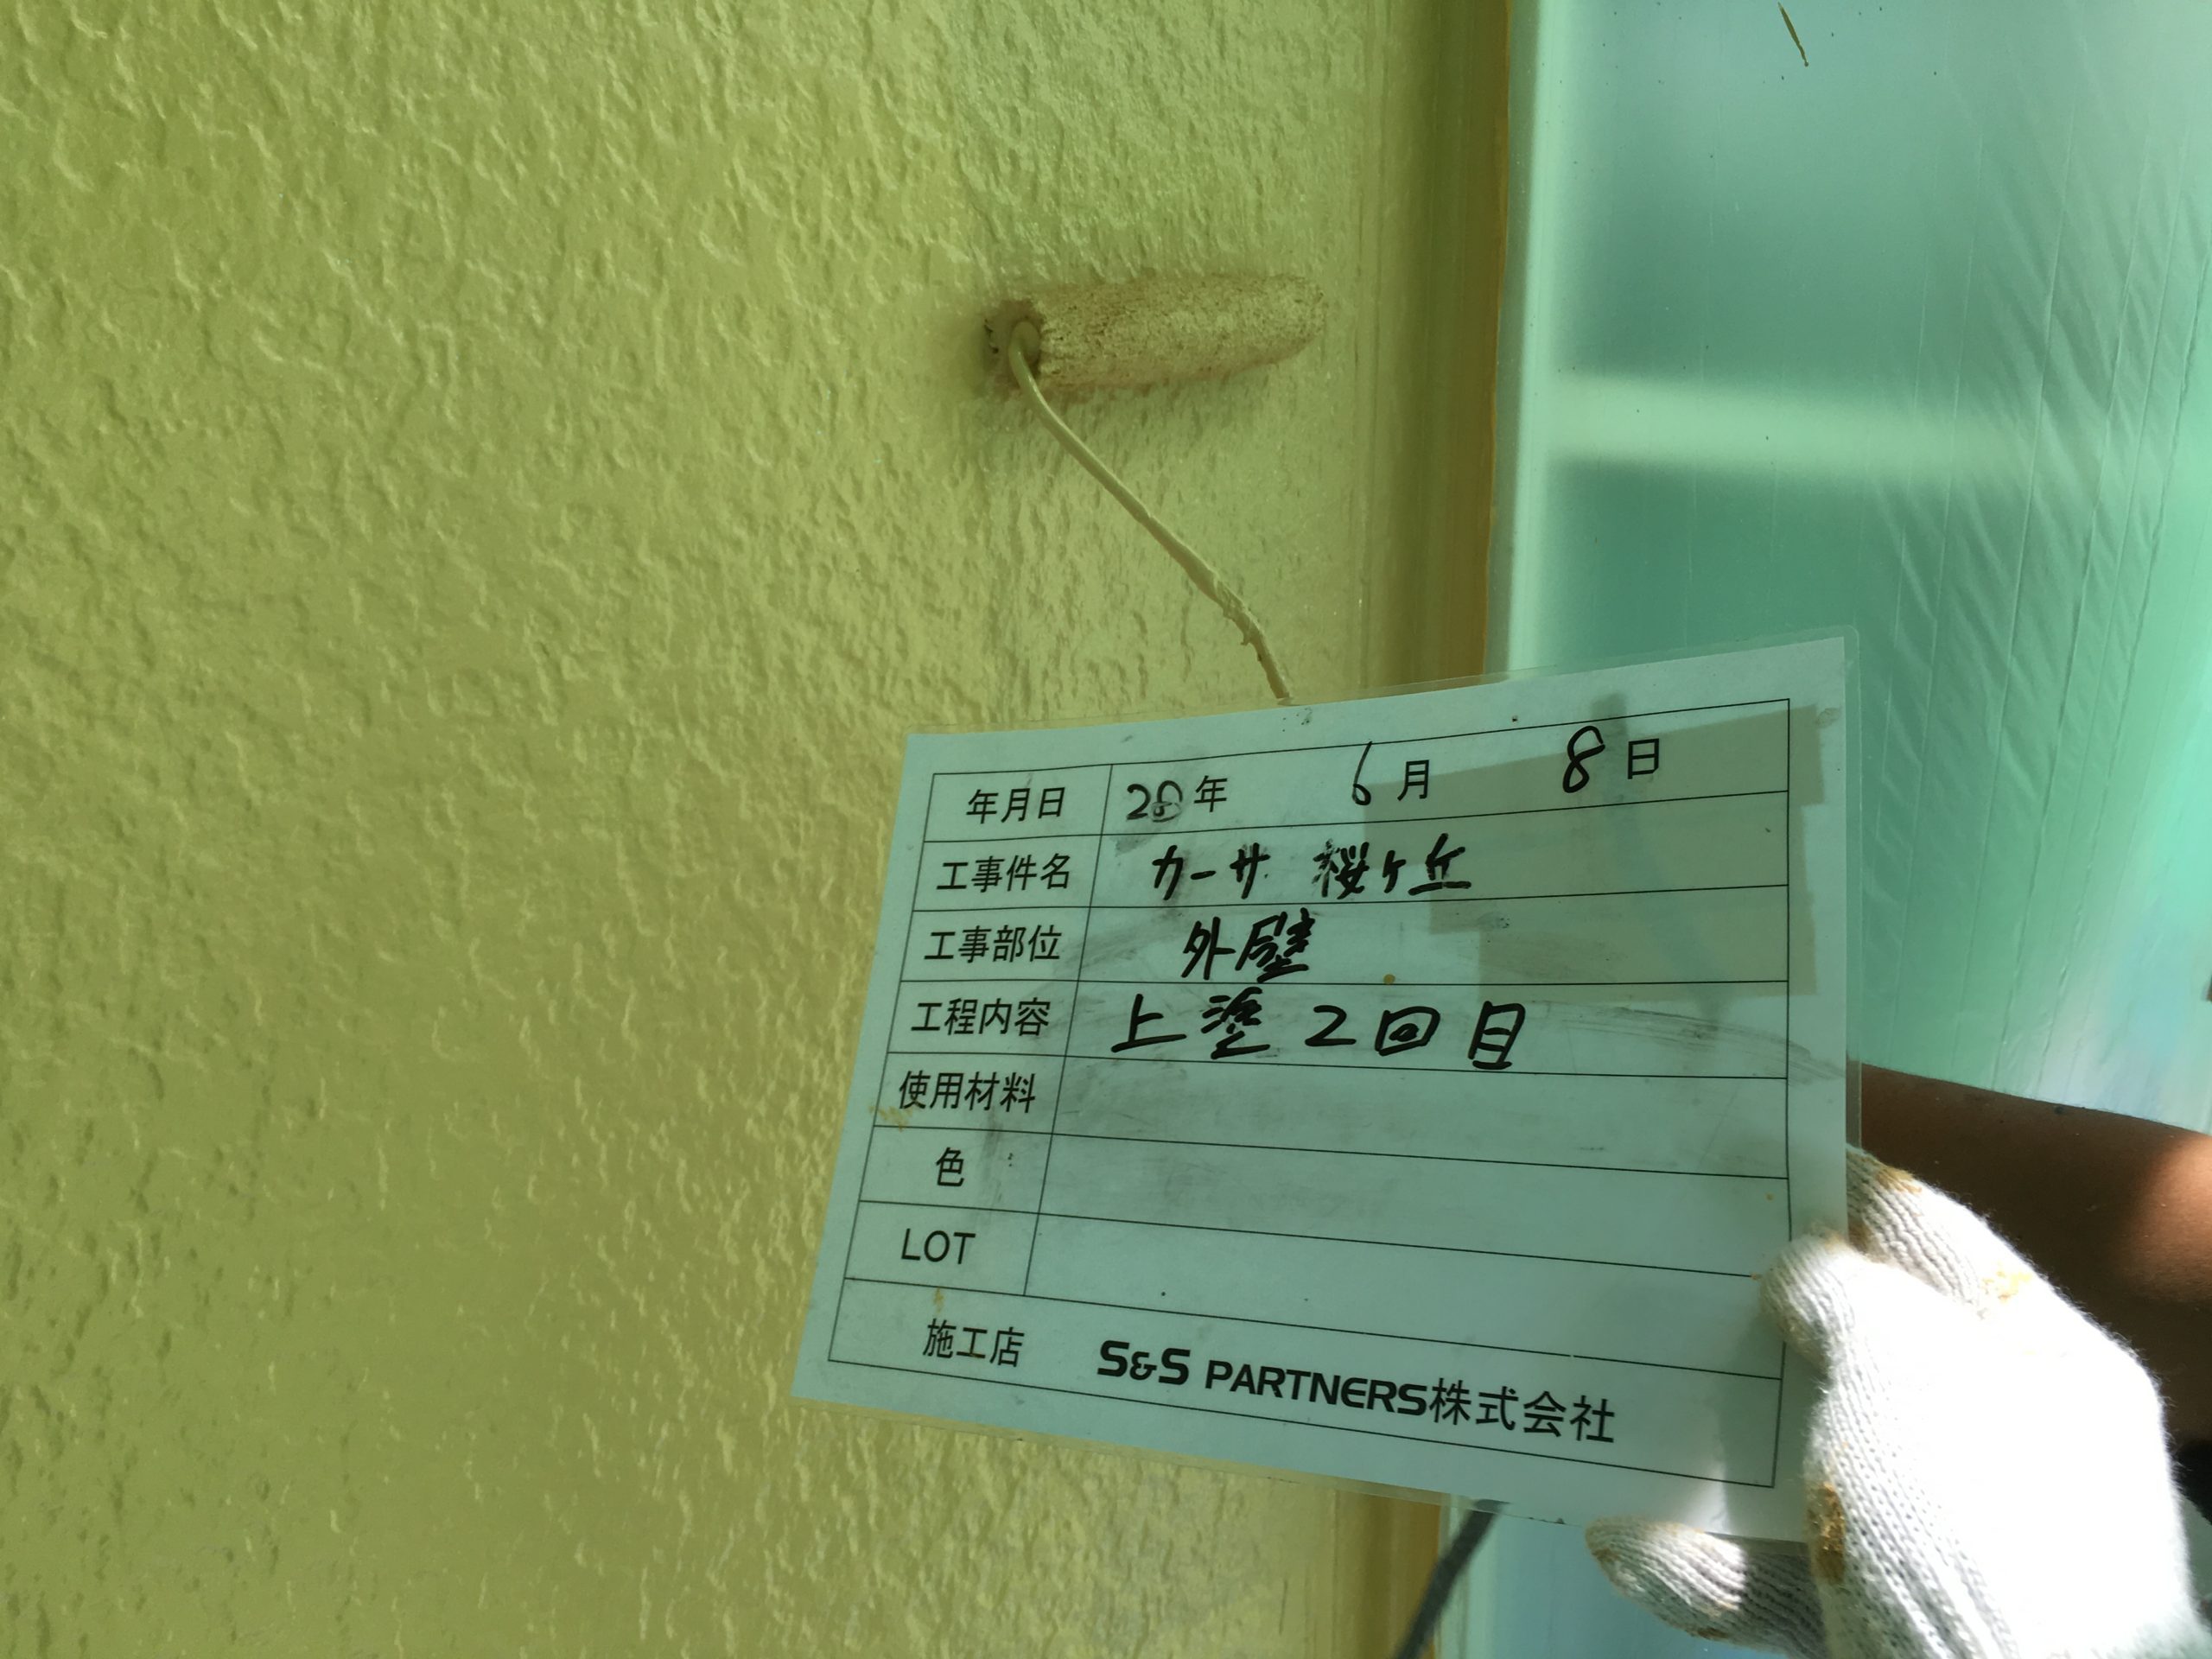 年月日 20年 6月 8日
工事件名 カーサ 桜ヶ丘
工事部位 外壁
工程内容 上塗2回目
使用材料
色
LOT
施工店 S&S PARTNERS株式会社